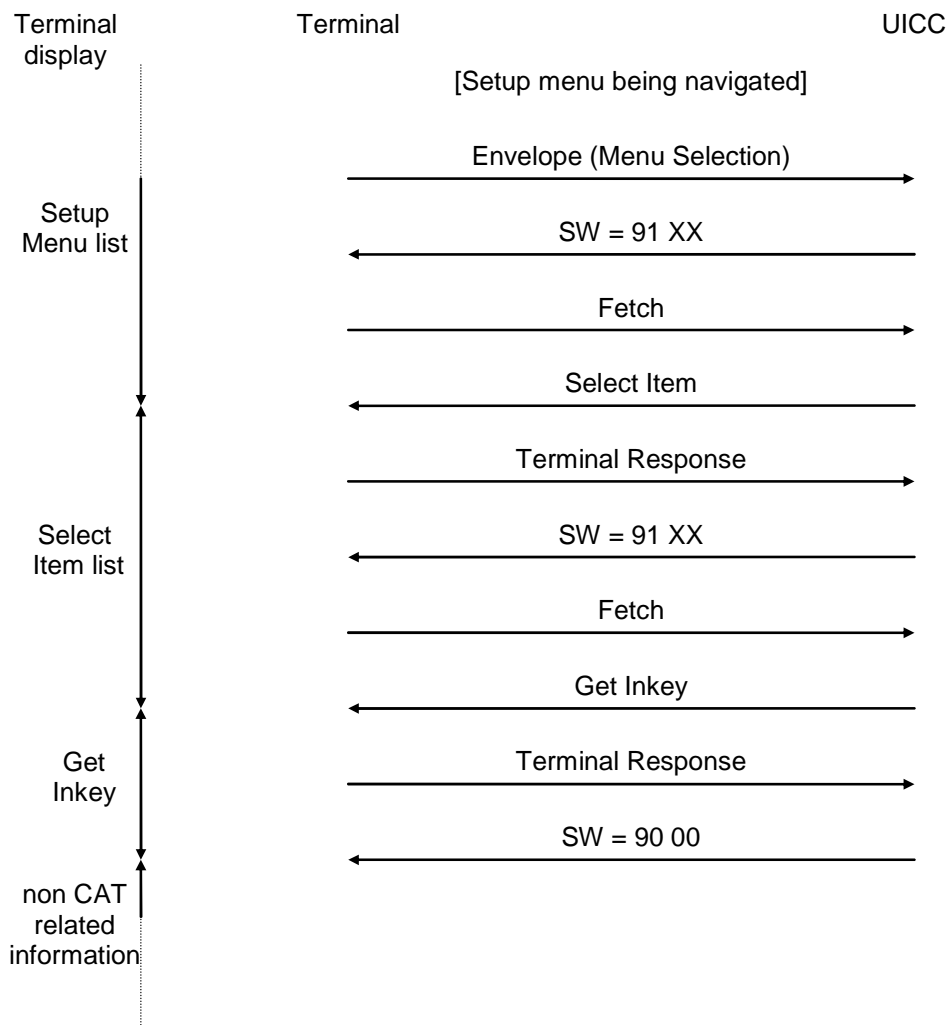 Terminal
display
Terminal
UICC
[Setup menu being navigated]
Envelope (Menu Selection)
Setup
Menu list
SW = 91 XX
Fetch
Select Item
Terminal Response
Select
Item list
SW = 91 XX
Fetch
Get Inkey
Get
Inkey
Terminal Response
SW = 90 00
non CAT
related
information